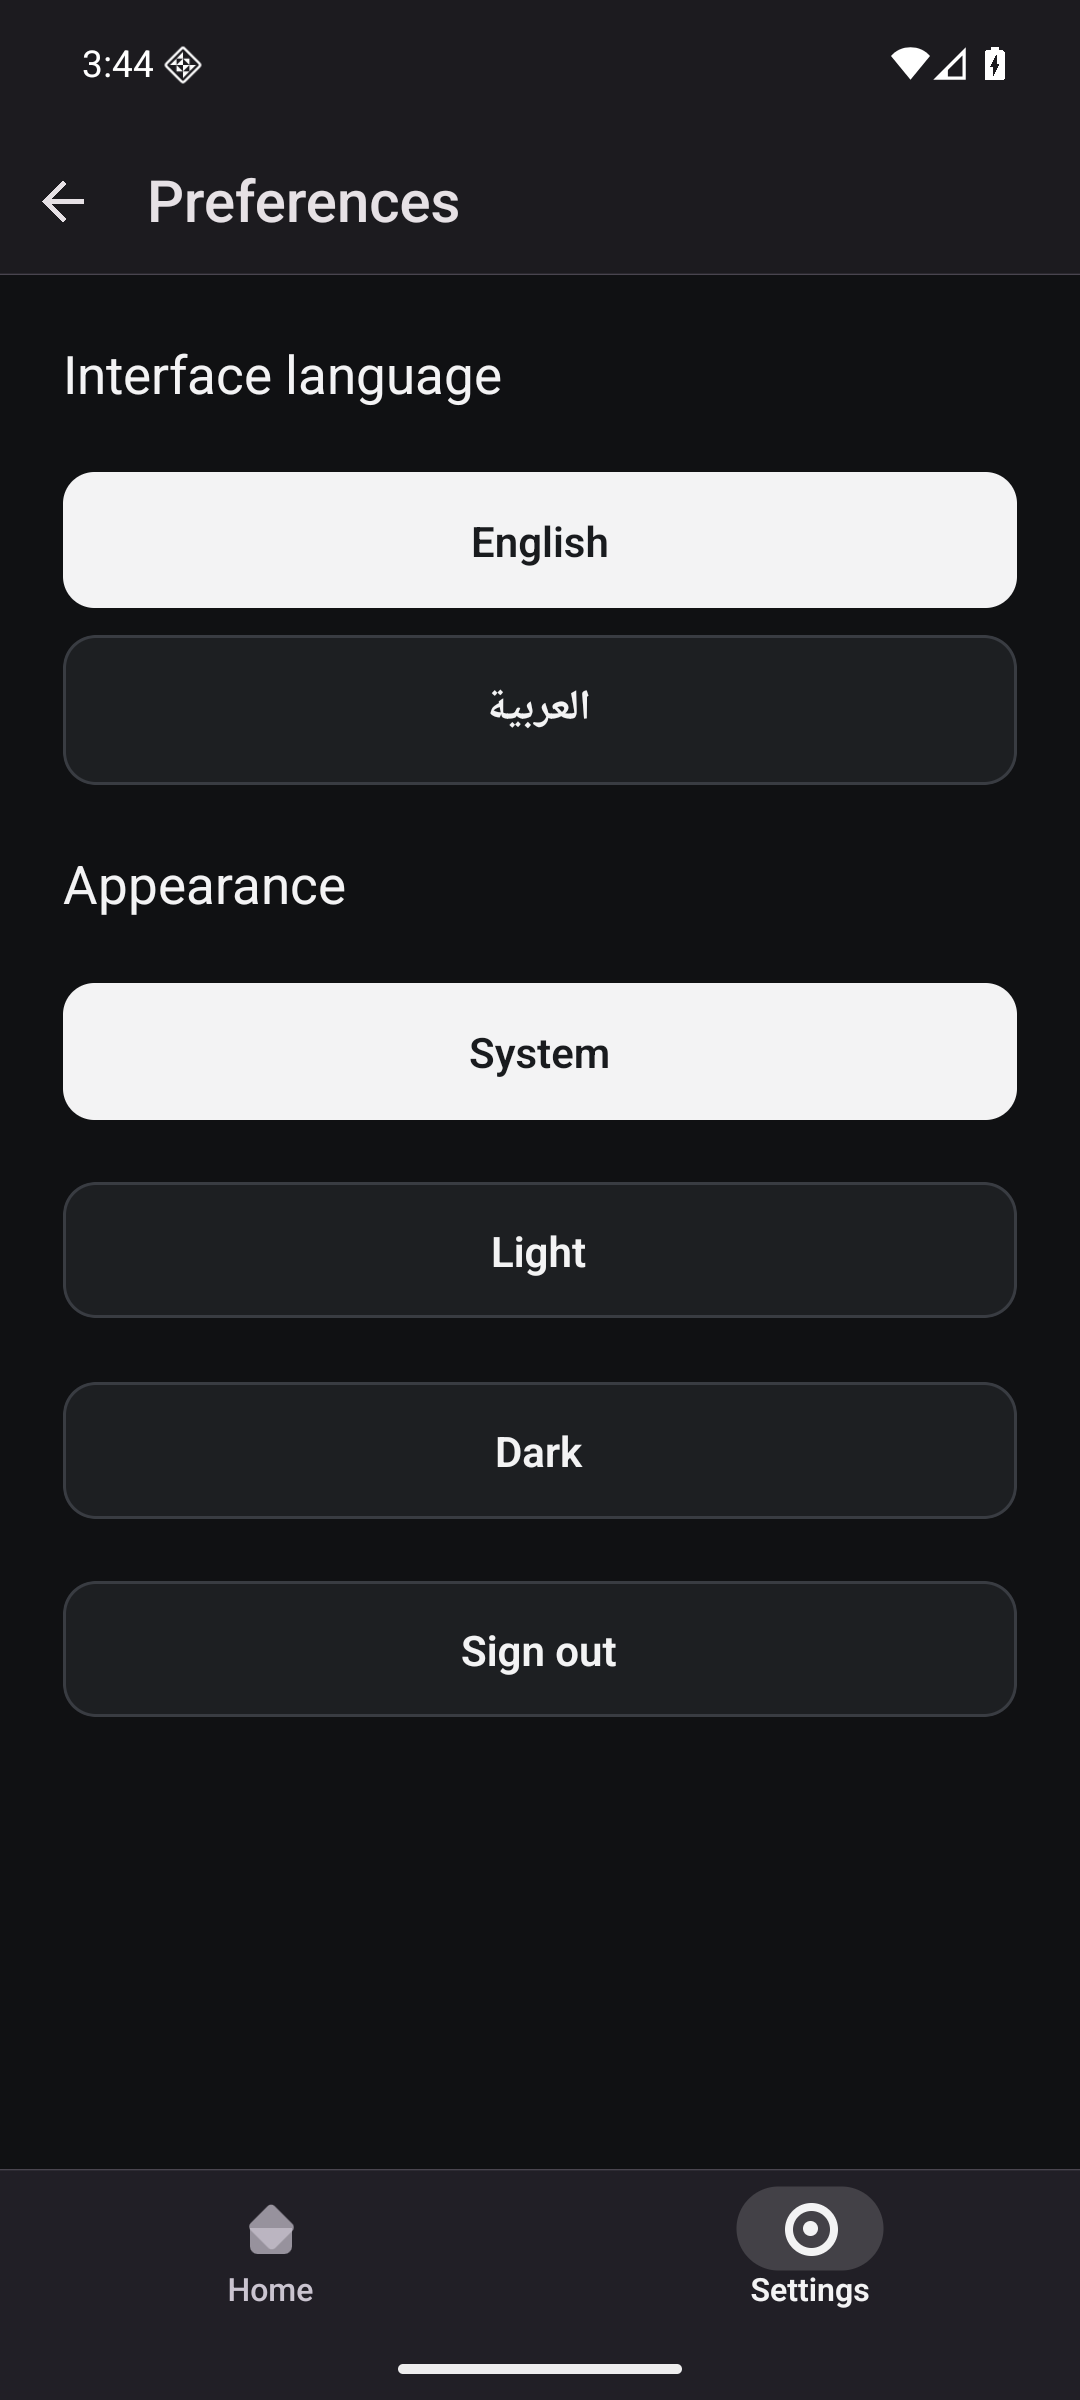 3:44
Preferences
Interface language
English
العربية
Appearance
System
Light
Dark
Sign out
Home
Settings